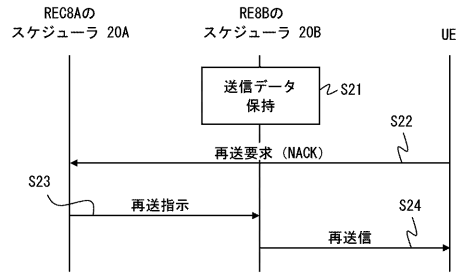 REC8Aの
スケジューラ 20A
RE8Bの
スケジューラ 20B
UE
送信データ
保持
S21
S22
再送要求 (NACK)
S23
再送指示
S24
再送信